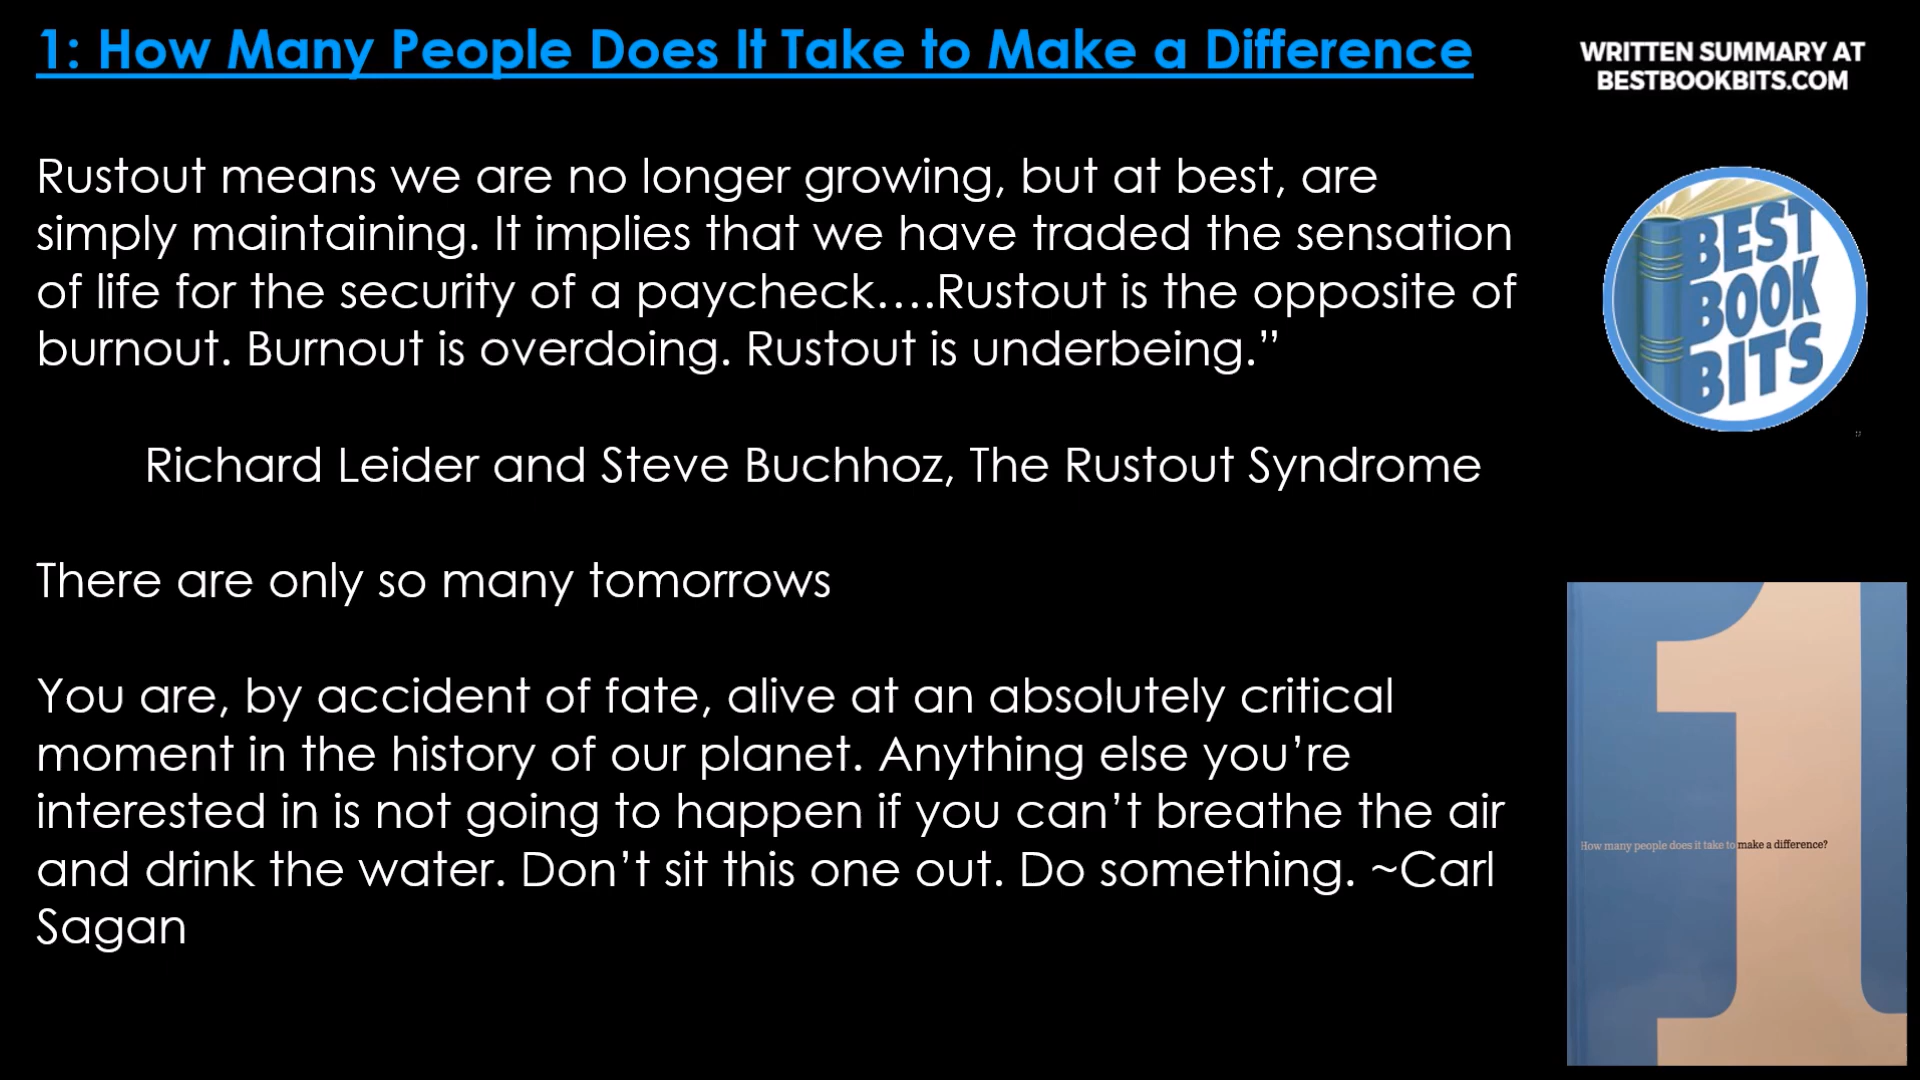 1: How Many People Does It Take to Make a Difference
WRITTEN SUMMARY AT
BESTBOOKBITS.COM
Rustout means we are no longer growing, but at best, are
simply maintaining. It implies that we have traded the sensation
of life for the security of a paycheck….Rustout is the opposite of
burnout. Burnout is overdoing. Rustout is underbeing.”
Richard Leider and Steve Buchhoz, The Rustout Syndrome
There are only so many tomorrows
You are, by accident of fate, alive at an absolutely critical
moment in the history of our planet. Anything else you’re
interested in is not going to happen if you can’t breathe the air
and drink the water. Don’t sit this one out. Do something. ~Carl
Sagan
BEST
BOOK
BITS
1
How many people does it take to make a difference?